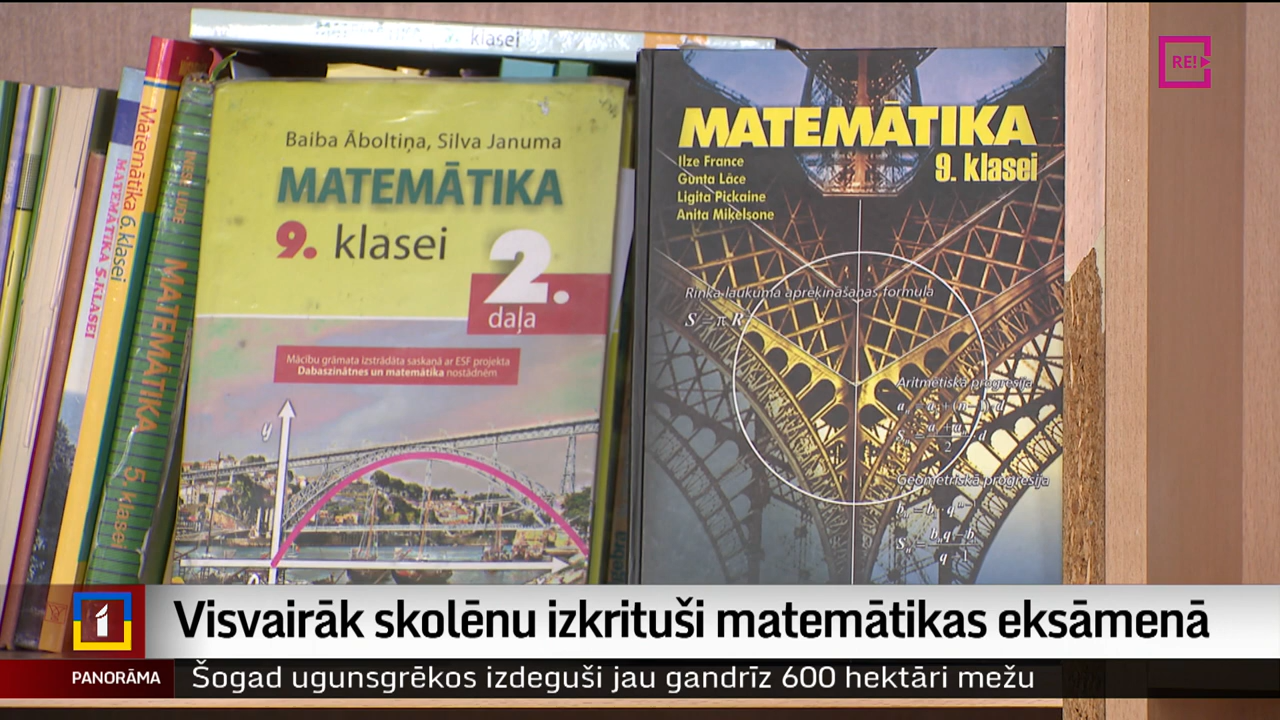 klasei
RE!
Baiba Āboltiņa, Silva Januma
MATEMĀTIKA
9. klasei
2.
daļa
Mācību grāmata izstrādāta saskaņā ar ESF projekta
Dabaszinātnes un matemātika nostādnēm
y
MATEMĀTIKA
9. klasei
Ilze France
Gunta Lāce
Ligita Pickaine
Anita Miķelsone
Riņķa laukuma aprēķināšanas formula
S = π R
Aritmētiskā progresija
Ģeometriskā progresija
Matemātika 6. klasei
MATEMĀTIKA 5. KLASEI
MATEMĀTIKA 5. klasei
1
Visvairāk skolēnu izkrituši matemātikas eksāmenā
PANORĀMA
Šogad ugunsgrēkos izdeguši jau gandrīz 600 hektāri mežu